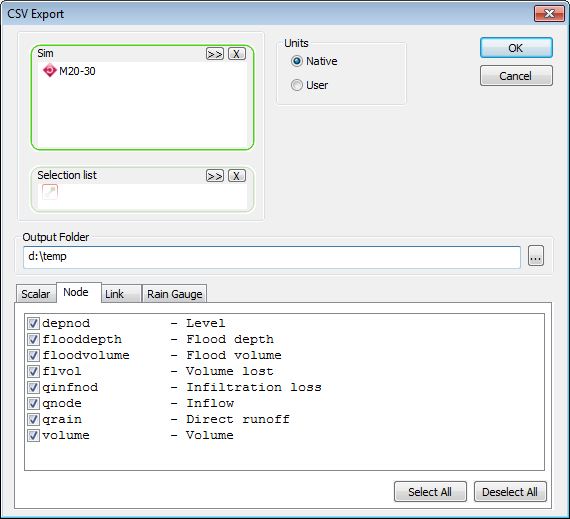 CSV Export
Sim >> X
M20-30
Selection list >> X
Units
Native
User
OK
Cancel
Output Folder
d:\temp ...
Scalar Node Link Rain Gauge
depnod - Level
flooddepth - Flood depth
floodvolume - Flood volume
flvol - Volume lost
qinfnod - Infiltration loss
qnode - Inflow
qrain - Direct runoff
volume - Volume
Select All Deselect All